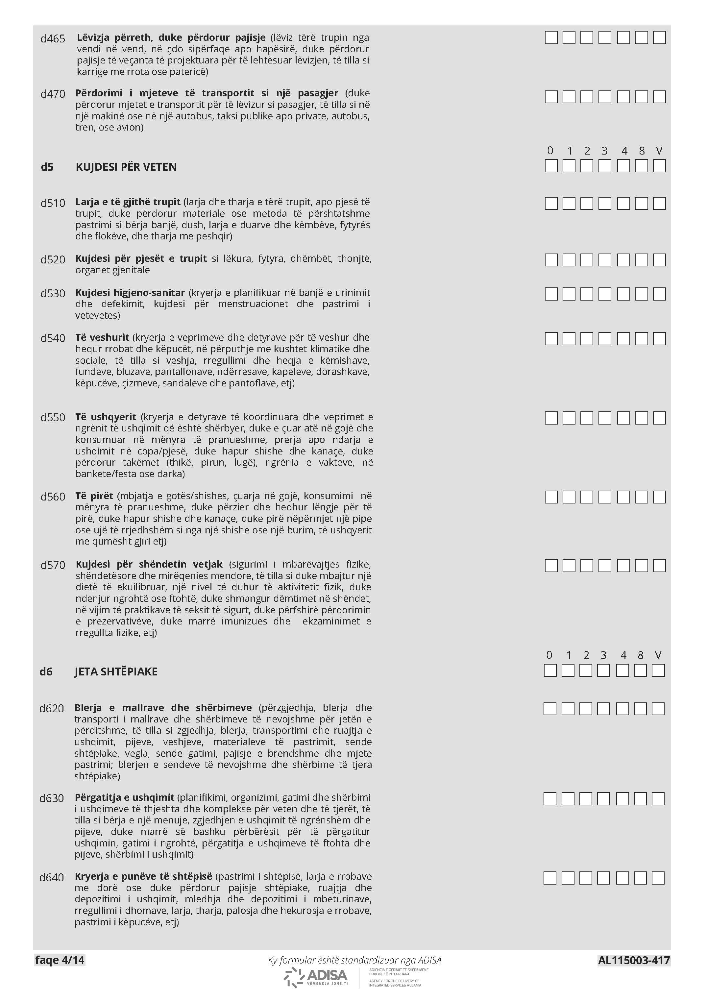 d465 Lëvizja përreth, duke përdorur pajisje (lëviz tërë trupin nga
vendi në vend, në çdo sipërfaqe apo hapësirë, duke përdorur
pajisje të veçanta të projektuara për të lehtësuar lëvizjen, të tilla si
karrige me rrota ose patericë)
d470 Përdorimi i mjeteve të transportit si një pasagjer (duke
përdorur mjetet e transportit për të lëvizur si pasagjer, të tilla si në
një makinë ose në një autobus, taksi publike apo private, autobus,
tren, ose avion)
0 1 2 3 4 8 V
d5 KUJDESI PËR VETEN
d510 Larja e të gjithë trupit (larja dhe tharja e tërë trupit, apo pjesë të
trupit, duke përdorur materiale ose metoda të përshtatshme
pastrimi si bërja banjë, dush, larja e duarve dhe këmbëve, fytyrës
dhe flokëve, dhe tharja me peshqir)
d520 Kujdesi për pjesët e trupit si lëkura, fytyra, dhëmbët, thonjtë,
organet gjenitale
d530 Kujdesi higjeno-sanitar (kryerja e planifikuar në banjë e urinimit
dhe defekimit, kujdesi për menstruacionet dhe pastrimi i
vetevetes)
d540 Të veshurit (kryerja e veprimeve dhe detyrave për të veshur dhe
hequr rrobat dhe këpucët, në përputhje me kushtet klimatike dhe
sociale, të tilla si veshja, rregullimi dhe heqja e këmishave,
fundeve, bluzave, pantallonave, ndërresave, kapeleve, dorashkave,
këpucëve, çizmeve, sandaleve dhe pantoflave, etj)
d550 Të ushqyerit (kryerja e detyrave të koordinuara dhe veprimet e
ngrënit të ushqimit që është shërbyer, duke e çuar atë në gojë dhe
konsumuar në mënyra të pranueshme, prerja apo ndarja e
ushqimit në copa/pjesë, duke hapur shishe dhe kanaçe, duke
përdorur takëmet (thikë, pirun, lugë), ngrënia e vakteve, në
bankete/festa ose darka)
d560 Të pirët (mbjatja e gotës/shishes, çuarja në gojë, konsumimi në
mënyra të pranueshme, duke përzier dhe hedhur lëngje për të
pirë, duke hapur shishe dhe kanaçe, duke pirë nëpërmjet një pipe
ose ujë të rrjedhshëm si nga një shishe ose një burim, të ushqyerit
me qumësht gjiri etj)
d570 Kujdesi për shëndetin vetjak (sigurimi i mbarëvajtjes fizike,
shëndetësore dhe mirëqenies mendore, të tilla si duke mbajtur një
dietë të ekuilibruar, një nivel të duhur të aktivitetit fizik, duke
ndenjur ngrohtë ose ftohtë, duke shmangur dëmtimet në shëndet,
në vijim të praktikave të seksit të sigurt, duke përfshirë përdorimin
e prezervativëve, duke marrë imunizues dhe ekzaminimet e
rregullta fizike, etj)
0 1 2 3 4 8 V
d6 JETA SHTËPIAKE
d620 Blerja e mallrave dhe shërbimeve (përzgjedhja, blerja dhe
transporti i mallrave dhe shërbimeve të nevojshme për jetën e
përditshme, të tilla si zgjedhja, blerja, transportimi dhe ruajtja e
ushqimit, pijeve, veshjeve, materialeve të pastrimit, sende
shtëpiake, vegla, sende gatimi, pajisje e brendshme dhe mjete
pastrimi; blerjen e sendeve të nevojshme dhe shërbime të tjera
shtëpiake)
d630 Përgatitja e ushqimit (planifikimi, organizimi, gatimi dhe shërbimi
i ushqimeve të thjeshta dhe komplekse për veten dhe të tjerët, të
tilla si bërja e një menuje, zgjedhjen e ushqimit të ngrënshëm dhe
pijeve, duke marrë së bashku përbërësit për të përgatitur
ushqimin, gatimi i ngrohtë, përgatitja e ushqimeve të ftohta dhe
pijeve, shërbimi i ushqimit)
d640 Kryerja e punëve të shtëpisë (pastrimi i shtëpisë, larja e rrobave
me dorë ose duke përdorur pajisje shtëpiake, ruajtja dhe
depozitimi i ushqimit, mledhja dhe depozitimi i mbeturinave,
rregullimi i dhomave, larja, tharja, palosja dhe hekurosja e rrobave,
pastrimi i këpucëve, etj)
faqe 4/14 Ky formular është standardizuar nga ADISA AL115003-417
ADISA
VËMENDJA JONË, TI
AGJENCIA E OFRIMIT TË SHËRBIMEVE
PUBLIKE TË INTEGRUARA
AGENCY FOR THE DELIVERY OF
INTEGRATED SERVICES ALBANIA